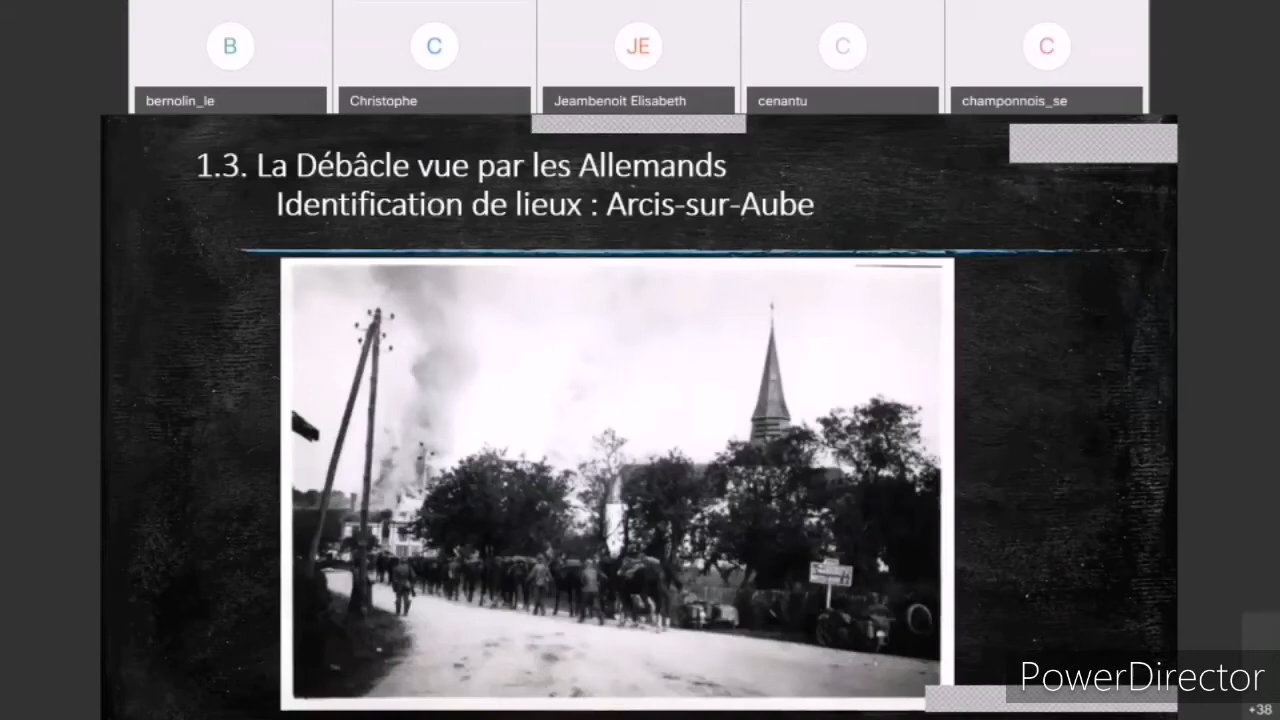 B
C
JE
C
C
bernolin_le
Christophe
Jeambenoit Elisabeth
cenantu
champonnois_se
1.3. La Débâcle vue par les Allemands
Identification de lieux : Arcis-sur-Aube
PowerDirector
+38